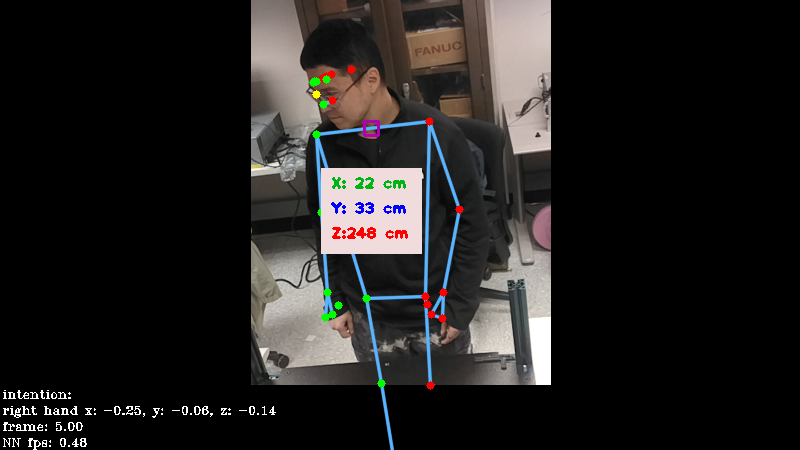 FANUC
X: 22 cm
Y: 33 cm
Z:248 cm
intention:
right hand x: -0.25, y: -0.06, z: -0.14
frame: 5.00
NN fps: 0.48